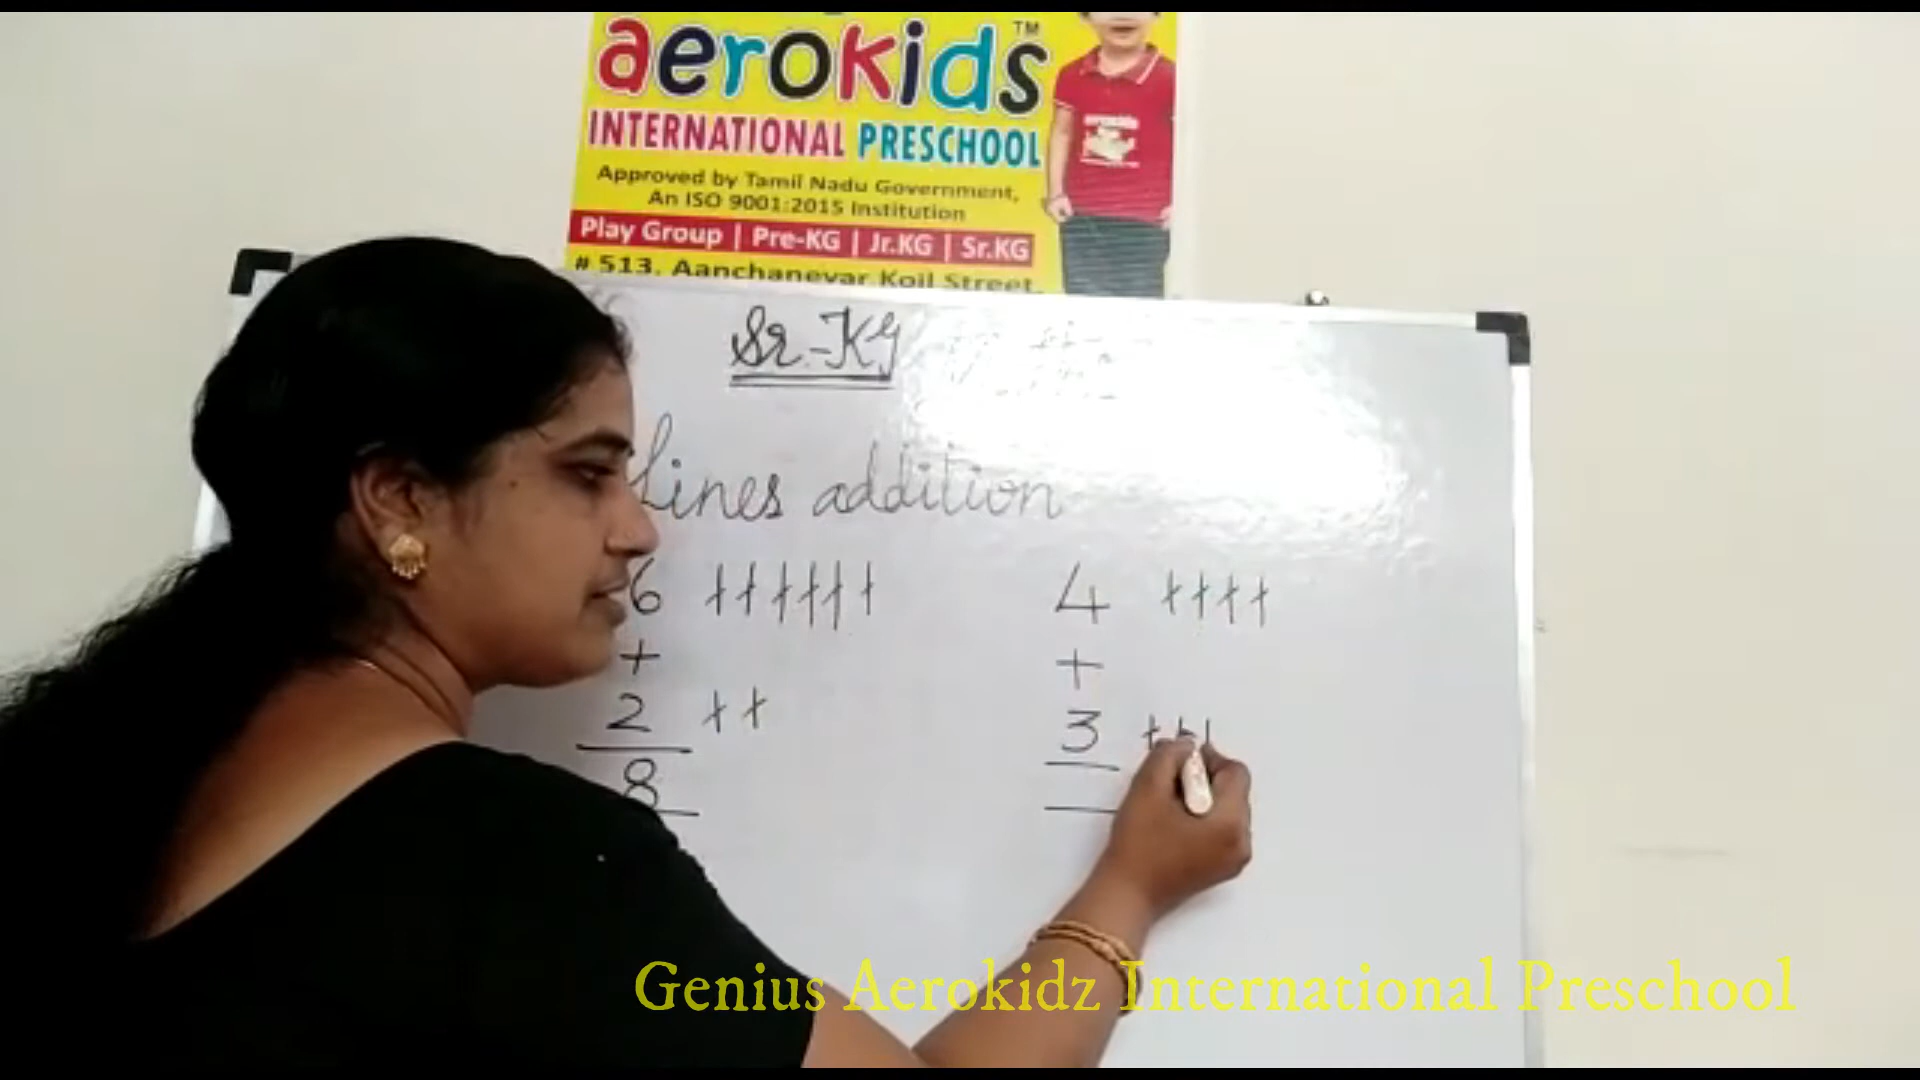 aerokids™
INTERNATIONAL PRESCHOOL
Approved by Tamil Nadu Government,
An ISO 9001:2015 Institution
Play Group | Pre-KG | Jr.KG | Sr.KG
# 513, Aanchaneyar Koil Street,
Sr.-KG
Lines addition
6 4
+ +
2 3
8
Genius Aerokidz International Preschool